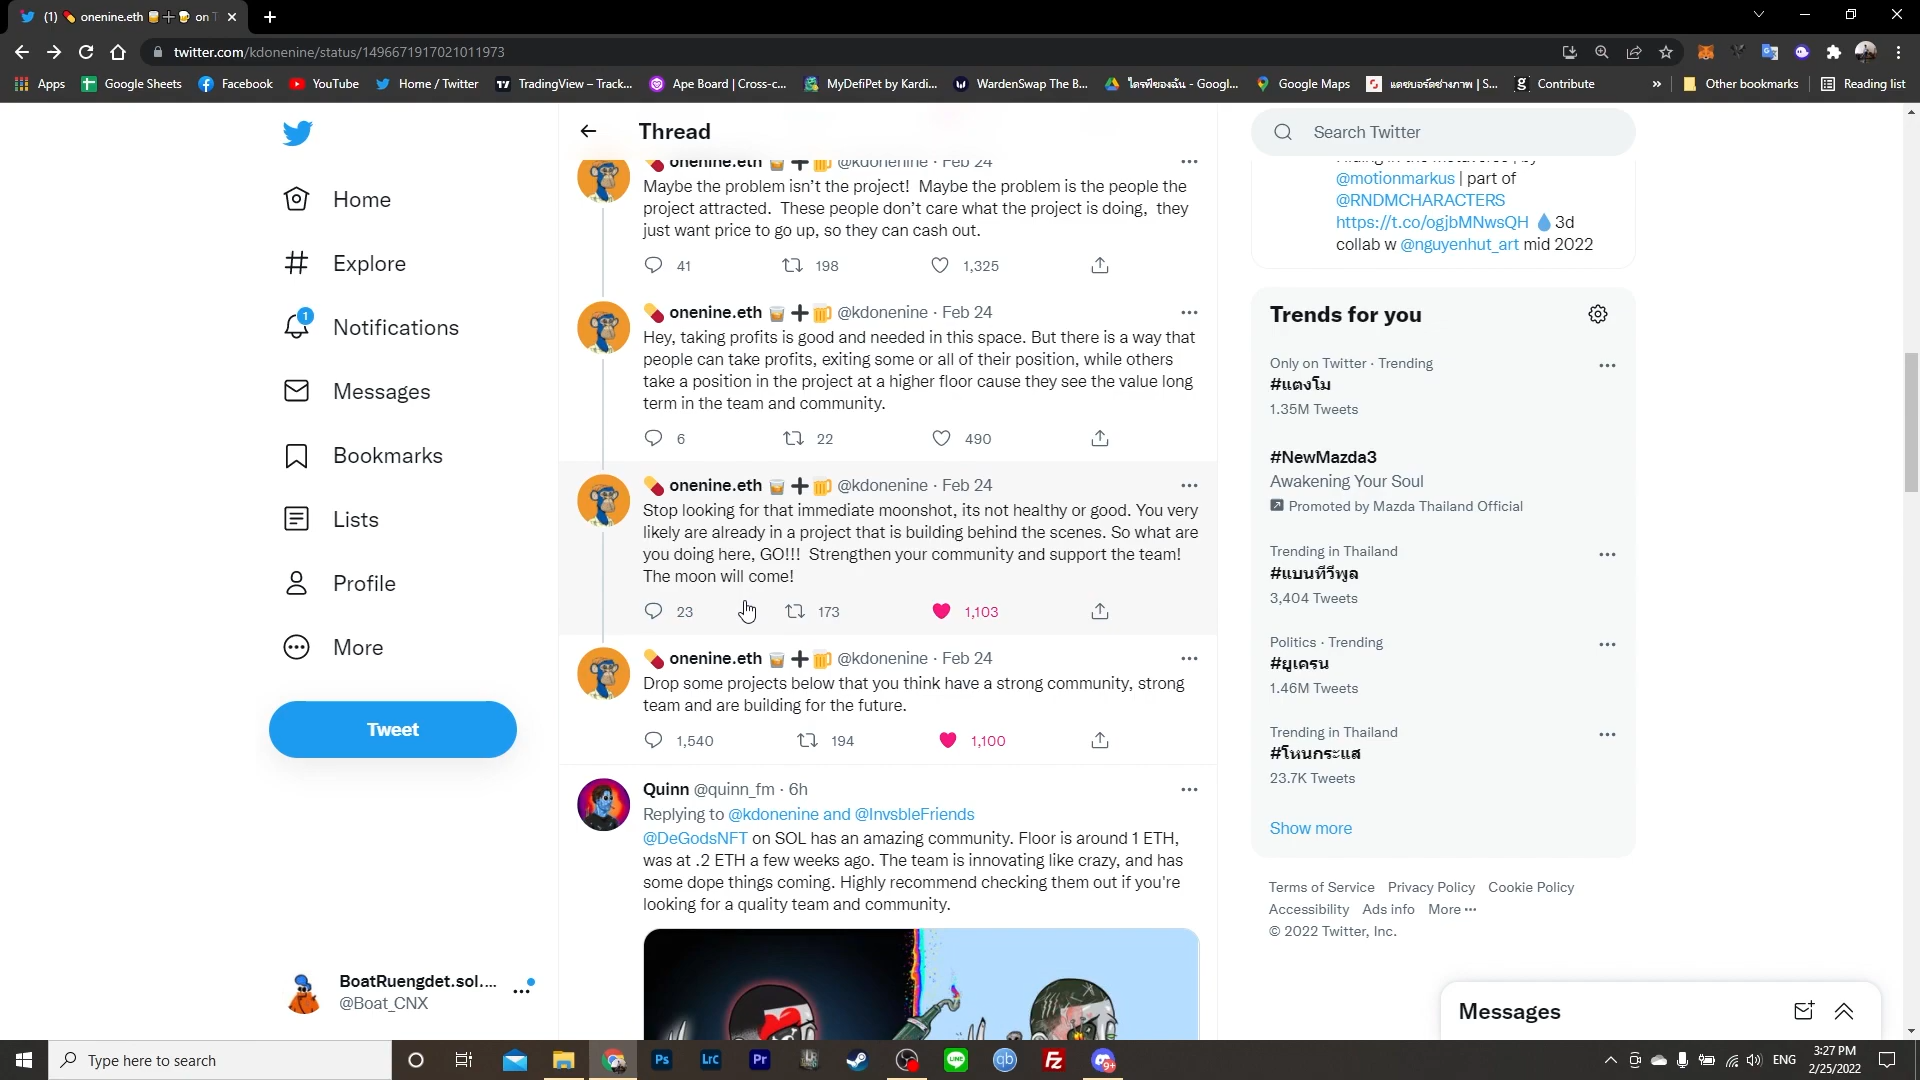 (1) onenine.eth + on T
twitter.com/kdonenine/status/1496671917021011973
Apps Google Sheets Facebook YouTube Home / Twitter TradingView – Track... Ape Board | Cross-c... MyDefiPet by Kardi... WardenSwap The B... ไดรฟ์ของฉัน - Googl... Google Maps แดชบอร์ดช่างภาพ | S... Contribute » Other bookmarks Reading list
Home
Explore
1
Notifications
Messages
Bookmarks
Lists
Profile
More
Tweet
BoatRuengdet.sol....
@Boat_CNX
Thread
onenine.eth @kdonenine · Feb 24
Maybe the problem isn't the project! Maybe the problem is the people the
project attracted. These people don't care what the project is doing, they
just want price to go up, so they can cash out.
41 198 1,325
onenine.eth @kdonenine · Feb 24
Hey, taking profits is good and needed in this space. But there is a way that
people can take profits, exiting some or all of their position, while others
take a position in the project at a higher floor cause they see the value long
term in the team and community.
6 22 490
onenine.eth @kdonenine · Feb 24
Stop looking for that immediate moonshot, its not healthy or good. You very
likely are already in a project that is building behind the scenes. So what are
you doing here, GO!!! Strengthen your community and support the team!
The moon will come!
23 173 1,103
onenine.eth @kdonenine · Feb 24
Drop some projects below that you think have a strong community, strong
team and are building for the future.
1,540 194 1,100
Quinn @quinn_fm · 6h
Replying to @kdonenine and @InvsbleFriends
@DeGodsNFT on SOL has an amazing community. Floor is around 1 ETH,
was at .2 ETH a few weeks ago. The team is innovating like crazy, and has
some dope things coming. Highly recommend checking them out if you're
looking for a quality team and community.
Search Twitter
@motionmarkus | part of
@RNDMCHARACTERS
https://t.co/ogjbMNwsQH 3d
collab w @nguyenhut_art mid 2022
Trends for you
Only on Twitter · Trending
#แตงโม
1.35M Tweets
#NewMazda3
Awakening Your Soul
Promoted by Mazda Thailand Official
Trending in Thailand
#แบนทีวีพูล
3,404 Tweets
Politics · Trending
#ยูเครน
1.46M Tweets
Trending in Thailand
#โหนกระแส
23.7K Tweets
Show more
Terms of Service Privacy Policy Cookie Policy
Accessibility Ads info More ···
© 2022 Twitter, Inc.
Messages
Type here to search
Ps Lrc Pr LINE qb Fz 9+
ENG
3:27 PM
2/25/2022